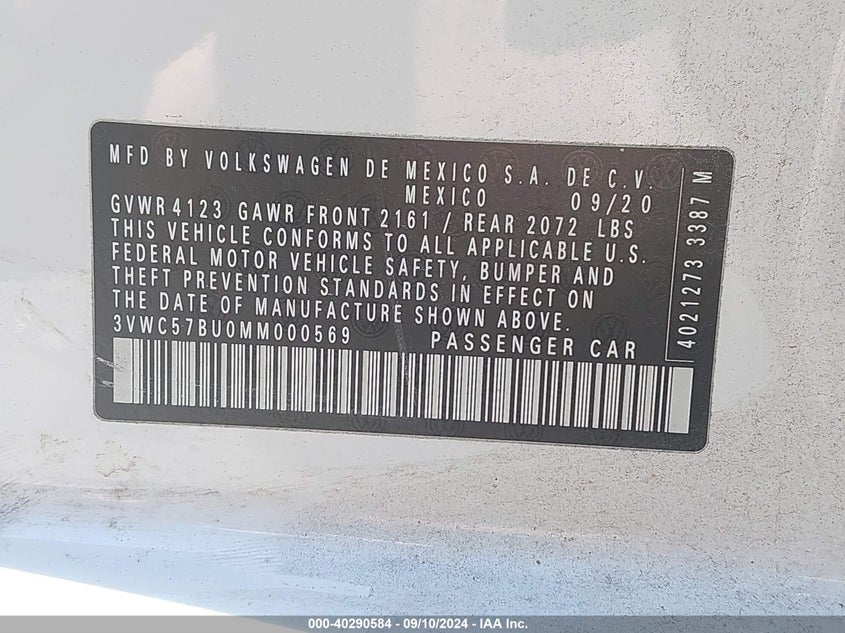 MFD BY VOLKSWAGEN DE MEXICO S.A. DE C.V.
MEXICO 09/20
GVWR 4123 GAWR FRONT 2161 / REAR 2072 LBS
THIS VEHICLE CONFORMS TO ALL APPLICABLE U.S.
FEDERAL MOTOR VEHICLE SAFETY, BUMPER AND
THEFT PREVENTION STANDARDS IN EFFECT ON
THE DATE OF MANUFACTURE SHOWN ABOVE.
3VWC57BU0MM000569 PASSENGER CAR
4021273 3387 M
000-40290584 - 09/10/2024 - IAA Inc.